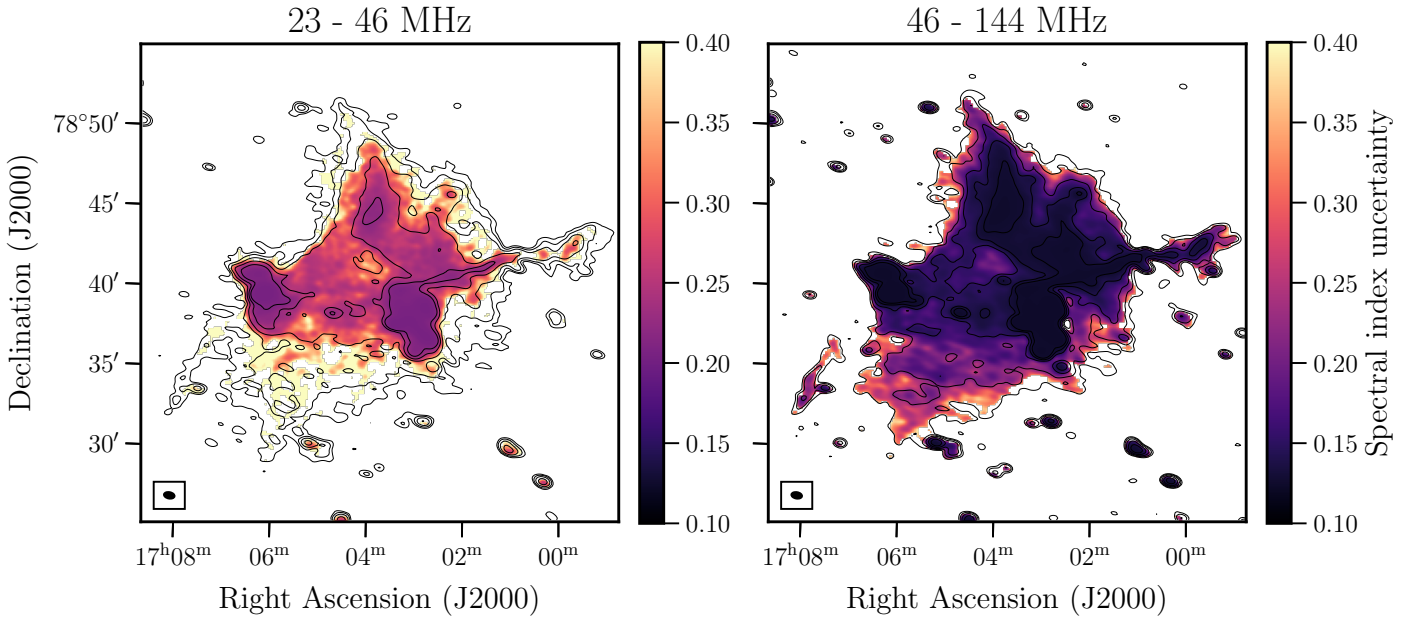 23 - 46 MHz
46 - 144 MHz
Declination (J2000)
78°50′
45′
40′
35′
30′
17ʰ08ᵐ
06ᵐ
04ᵐ
02ᵐ
00ᵐ
Right Ascension (J2000)
0.40
0.35
0.30
0.25
0.20
0.15
0.10
17ʰ08ᵐ
06ᵐ
04ᵐ
02ᵐ
00ᵐ
Right Ascension (J2000)
0.40
0.35
0.30
0.25
0.20
0.15
0.10
Spectral index uncertainty